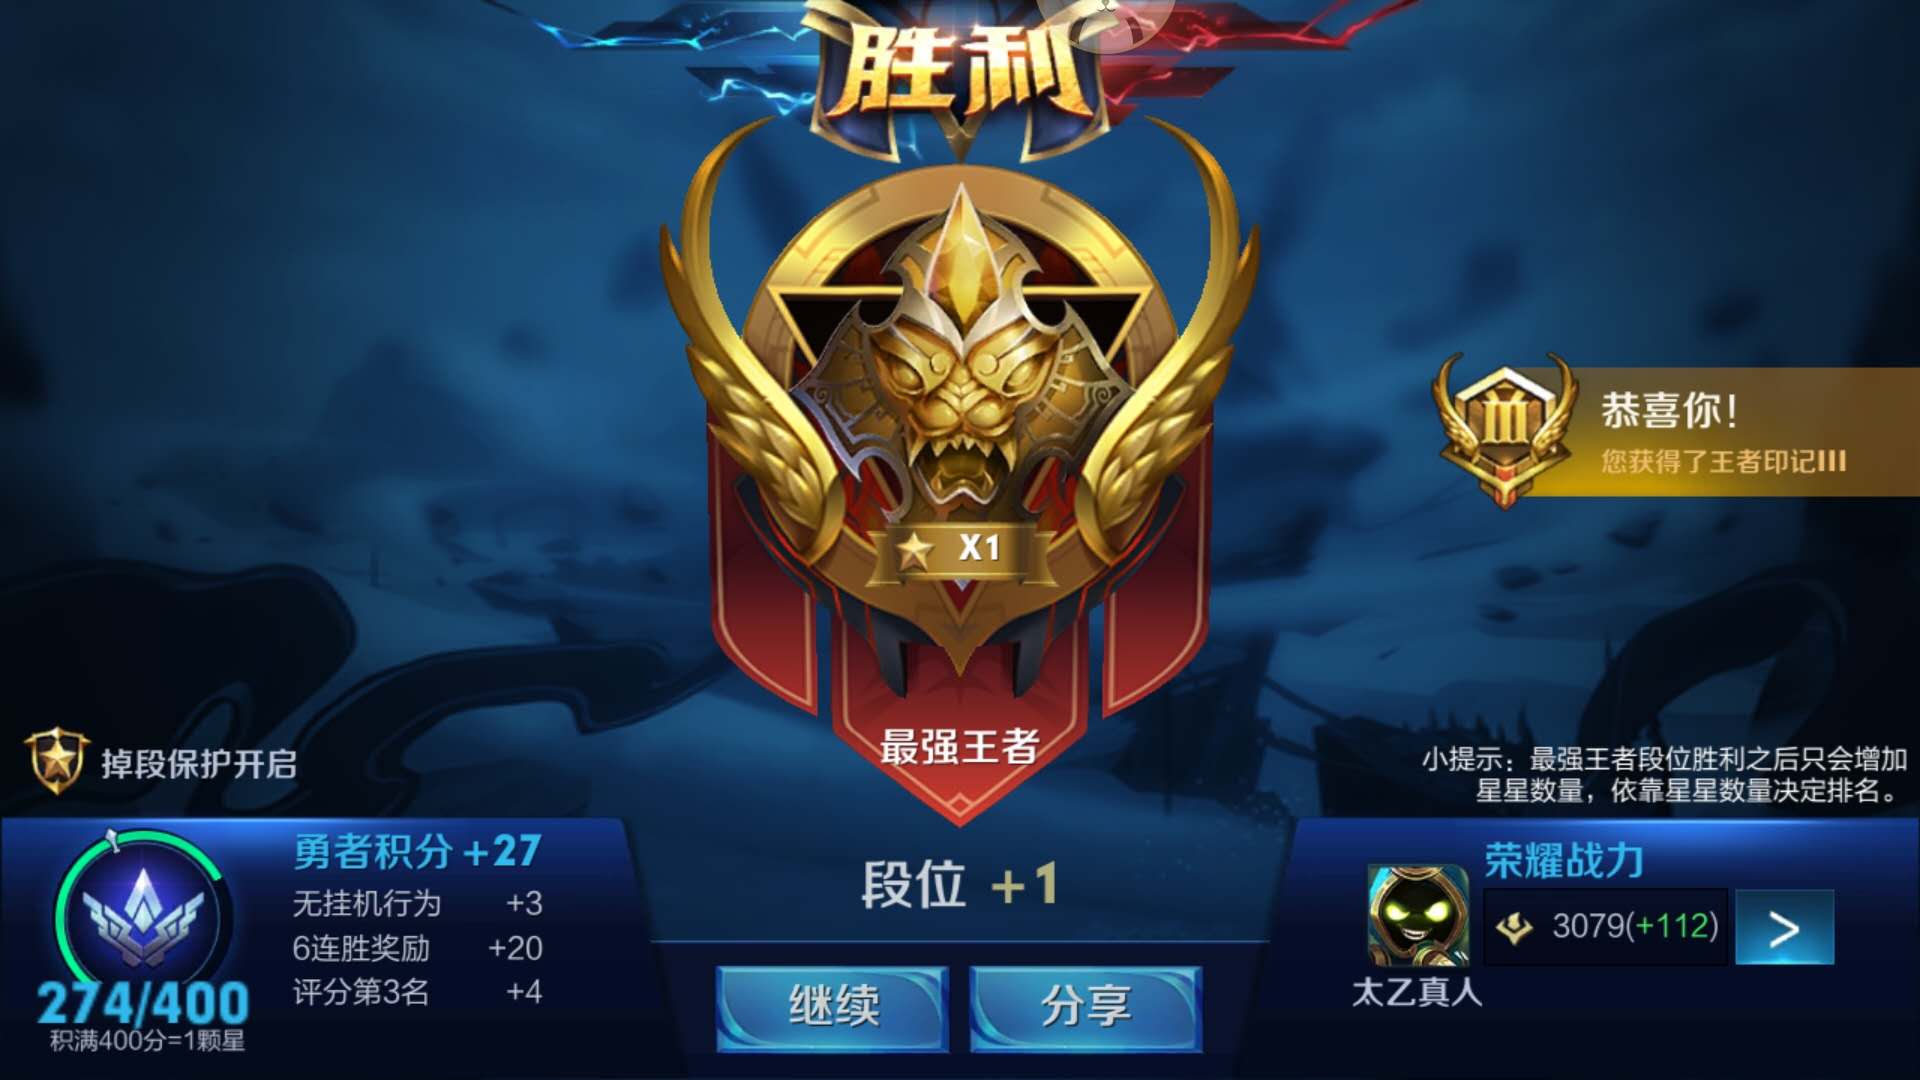 胜利
X1
最强王者
恭喜你！
您获得了王者印记III
掉段保护开启
小提示：最强王者段位胜利之后只会增加
星星数量，依靠星星数量决定排名。
勇者积分+27
无挂机行为 +3
6连胜奖励 +20
评分第3名 +4
274/400
积满400分=1颗星
段位 +1
继续 分享
荣耀战力
3079(+112)
太乙真人